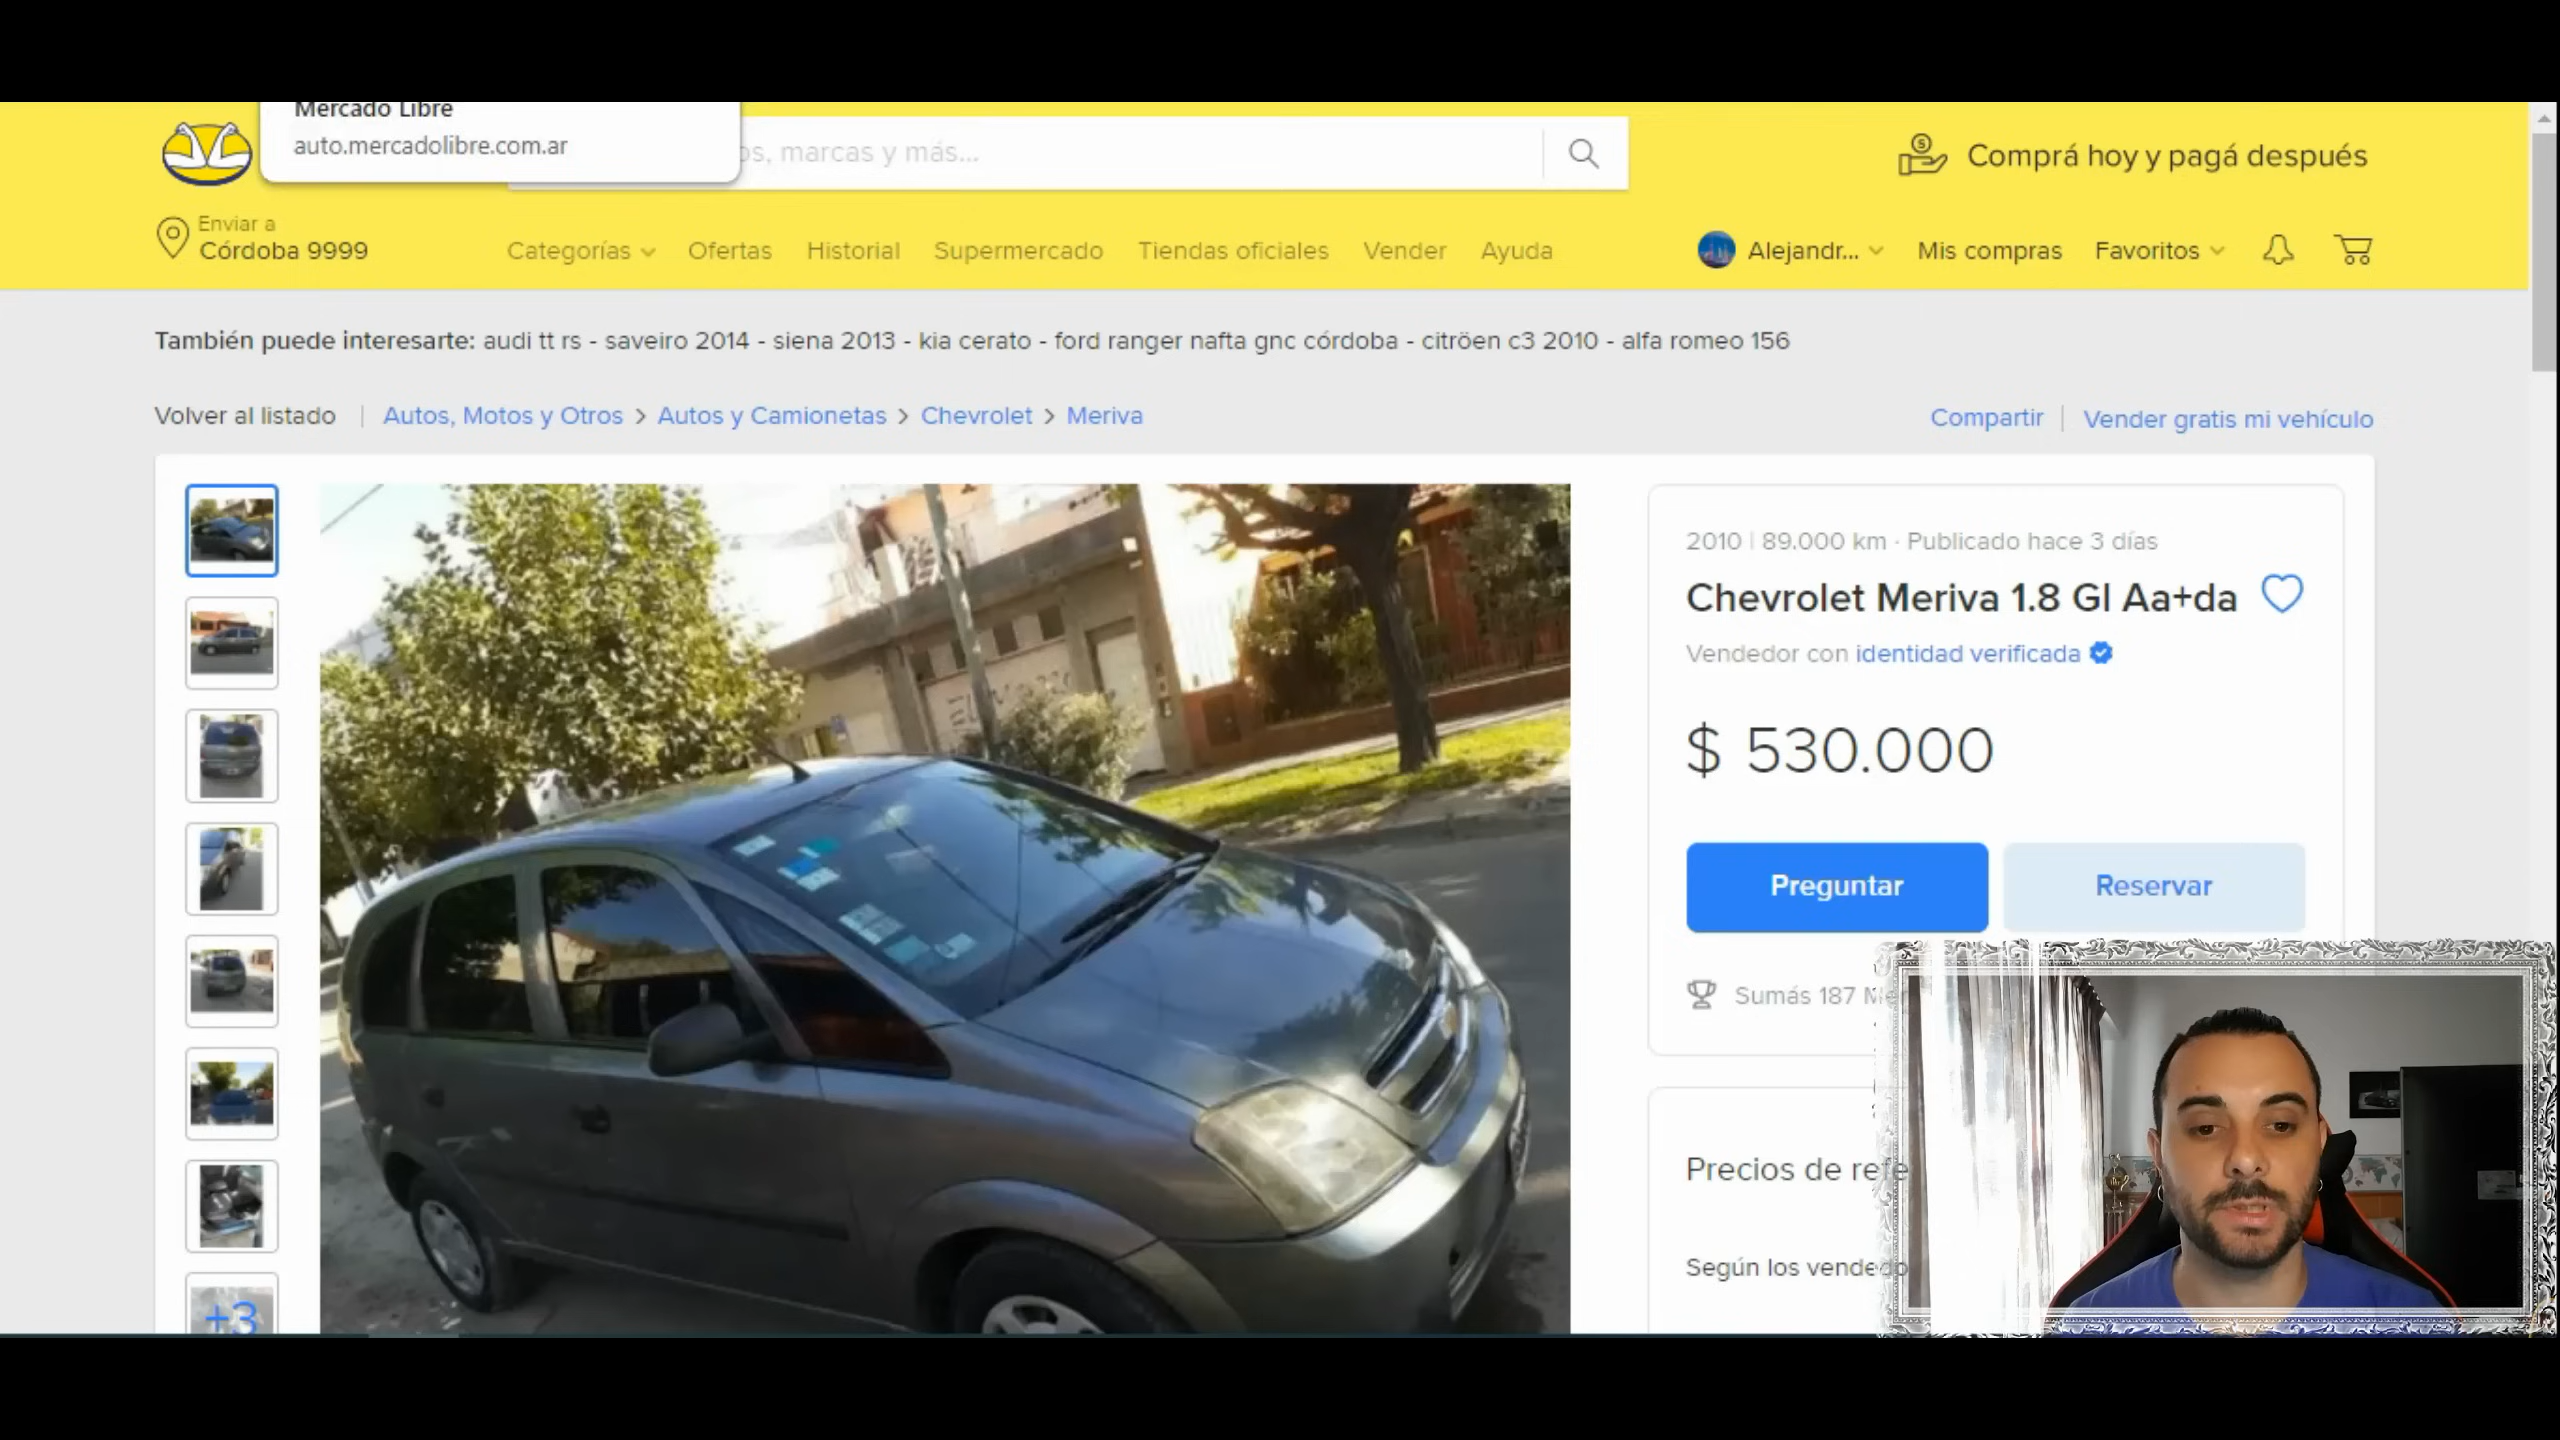 Mercado Libre
auto.mercadolibre.com.ar
os, marcas y más...
Comprá hoy y pagá después
Enviar a
Córdoba 9999
Categorías Ofertas Historial Supermercado Tiendas oficiales Vender Ayuda
Alejandr... Mis compras Favoritos
También puede interesarte: audi tt rs - saveiro 2014 - siena 2013 - kia cerato - ford ranger nafta gnc córdoba - citröen c3 2010 - alfa romeo 156
Volver al listado | Autos, Motos y Otros > Autos y Camionetas > Chevrolet > Meriva
Compartir | Vender gratis mi vehículo
2010 | 89.000 km · Publicado hace 3 días
Chevrolet Meriva 1.8 Gl Aa+da
Vendedor con identidad verificada
$ 530.000
Preguntar
Reservar
Sumás 187
Precios de refe
Según los vendedo
+3